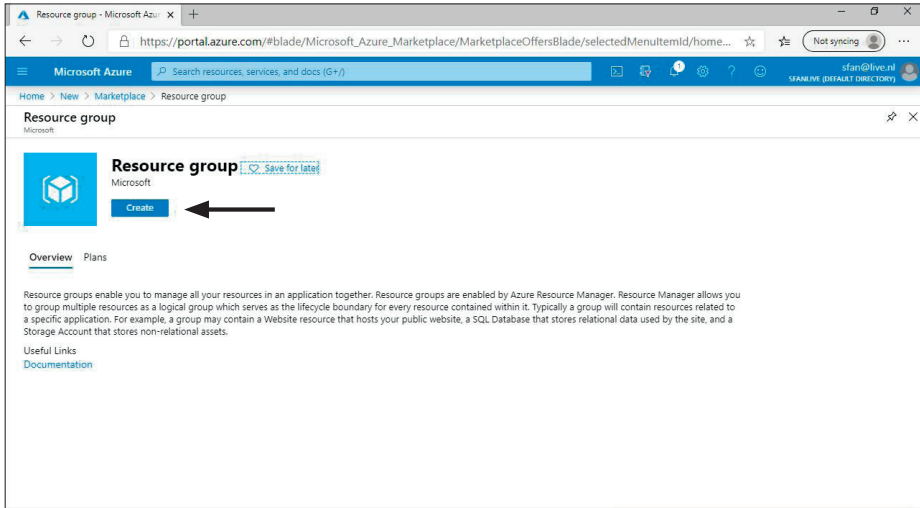 Resource group - Microsoft Azur
https://portal.azure.com/#blade/Microsoft_Azure_Marketplace/MarketplaceOffersBlade/selectedMenuItemId/home...
Not syncing
Microsoft Azure
Search resources, services, and docs (G+/)
1
sfan@live.nl
SFANLIVE (DEFAULT DIRECTORY)
Home > New > Marketplace > Resource group
Resource group
Microsoft
Resource group
Save for later
Microsoft
Create
Overview Plans
Resource groups enable you to manage all your resources in an application together. Resource groups are enabled by Azure Resource Manager. Resource Manager allows you
to group multiple resources as a logical group which serves as the lifecycle boundary for every resource contained within it. Typically a group will contain resources related to
a specific application. For example, a group may contain a Website resource that hosts your public website, a SQL Database that stores relational data used by the site, and a
Storage Account that stores non-relational assets.
Useful Links
Documentation